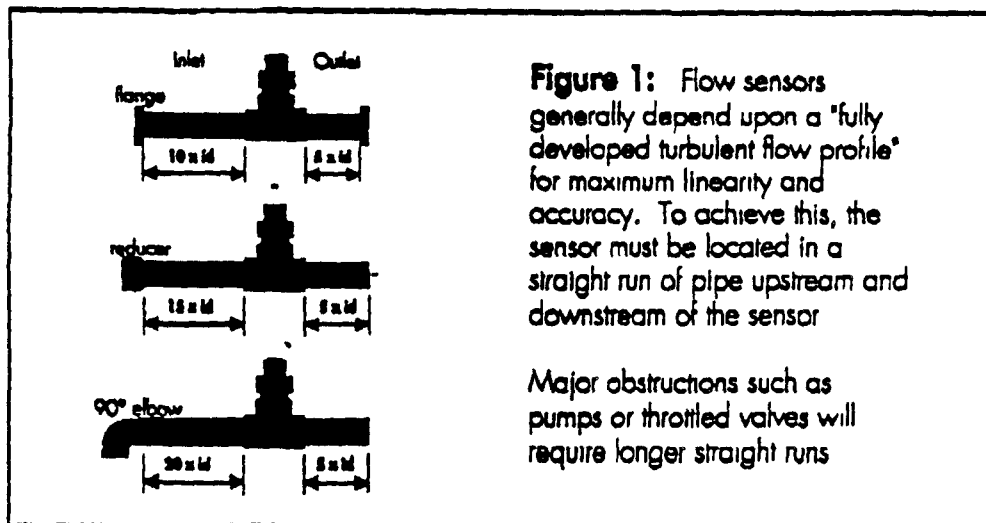 Inlet
Outlet
flange
10 x id
5 x id
reducer
15 x id
5 x id
90° elbow
20 x id
5 x id
Figure 1: Flow sensors
generally depend upon a "fully
developed turbulent flow profile"
for maximum linearity and
accuracy. To achieve this, the
sensor must be located in a
straight run of pipe upstream and
downstream of the sensor
Major obstructions such as
pumps or throttled valves will
require longer straight runs